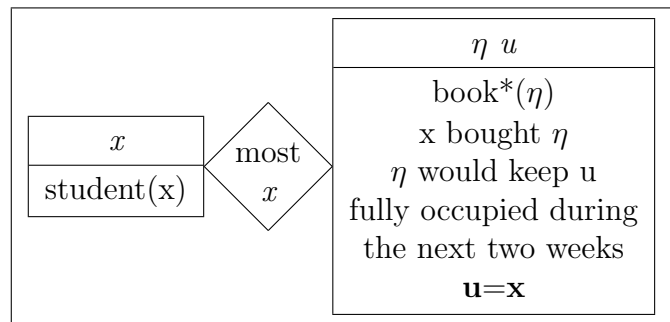 x
student(x)
most
x
η u
book*(η)
x bought η
η would keep u
fully occupied during
the next two weeks
u=x